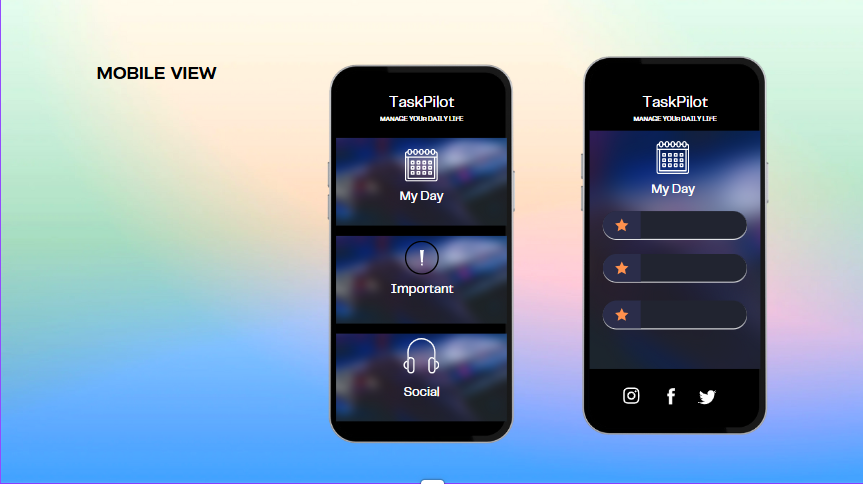 MOBILE VIEW
TaskPilot
MANAGE YOUR DAILY LIFE
My Day
!
Important
Social
TaskPilot
MANAGE YOUR DAILY LIFE
My Day